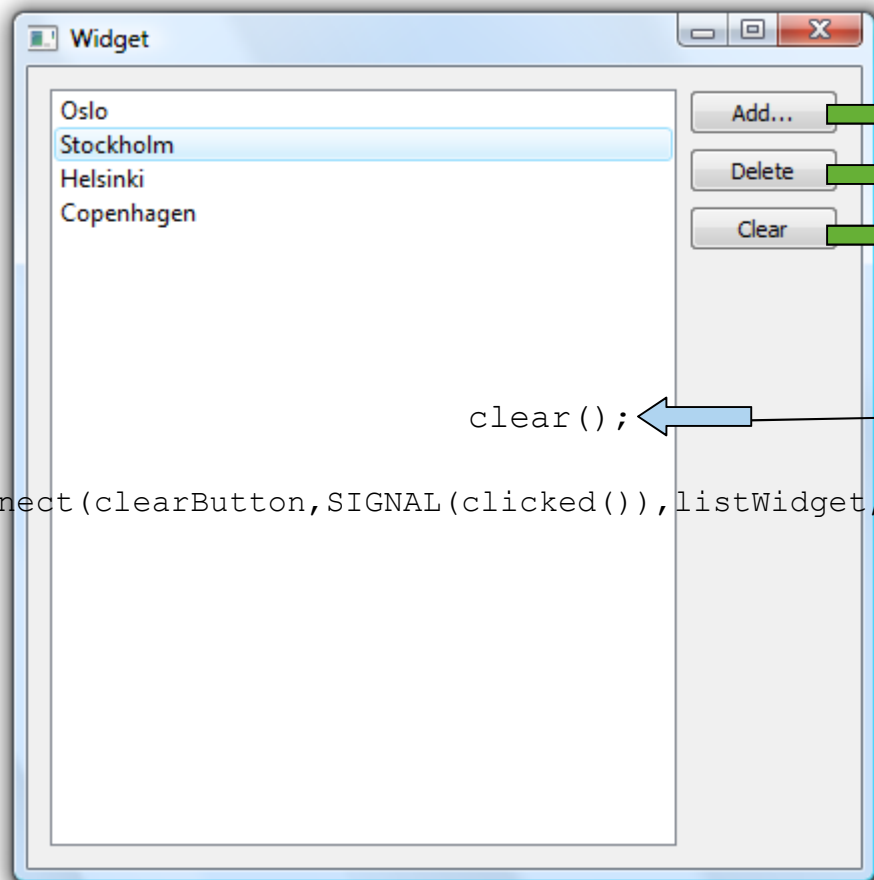 Widget
Oslo
Stockholm
Helsinki
Copenhagen
Add...
Delete
Clear
clear();
nect(clearButton,SIGNAL(clicked()),listWidget,